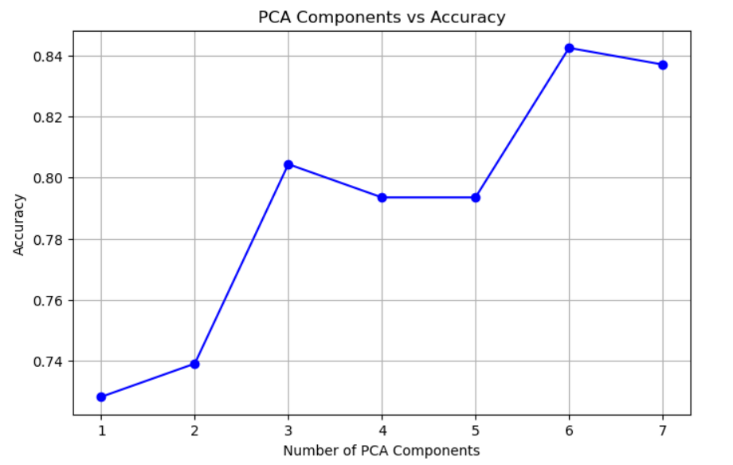 PCA Components vs Accuracy
0.84
0.82
0.80
0.78
0.76
0.74
Accuracy
1 2 3 4 5 6 7
Number of PCA Components